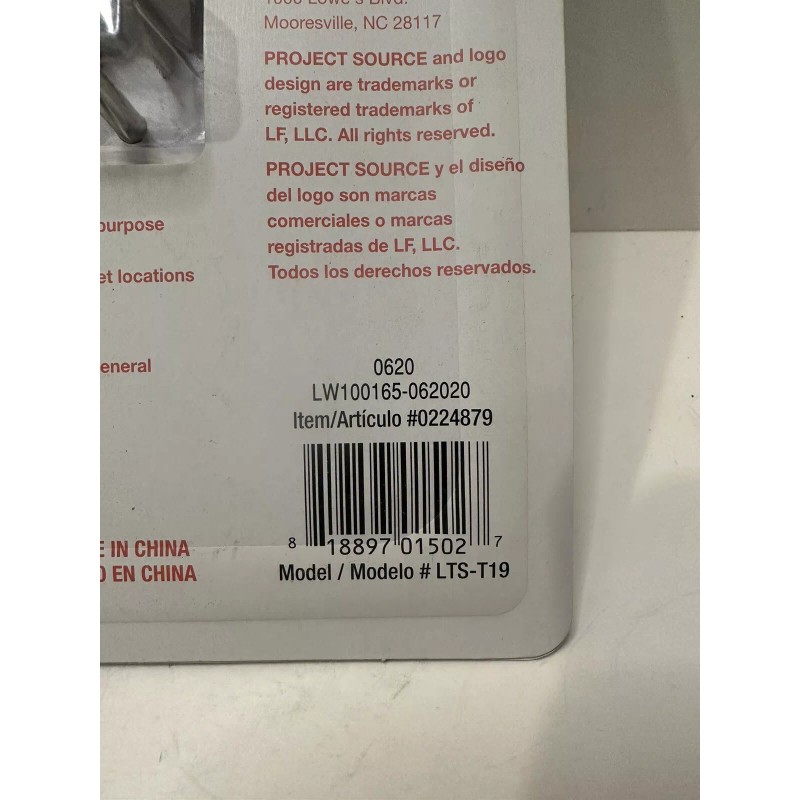 1000 Lowe's Blvd.
Mooresville, NC 28117
PROJECT SOURCE and logo
design are trademarks or
registered trademarks of
LF, LLC. All rights reserved.
PROJECT SOURCE y el diseño
del logo son marcas
comerciales o marcas
registradas de LF, LLC.
Todos los derechos reservados.
purpose
et locations
eneral
0620
LW100165-062020
Item/Artículo #0224879
8 18897 01502 7
Model / Modelo # LTS-T19
E IN CHINA
O EN CHINA